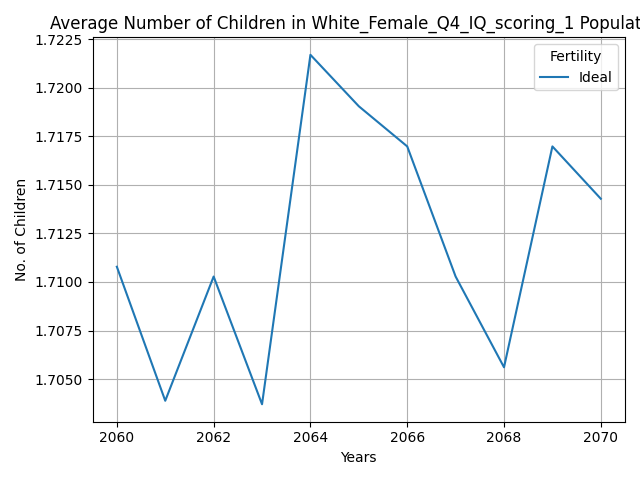 Average Number of Children in White_Female_Q4_IQ_scoring_1 Populat
1.7225
1.7200
1.7175
1.7150
1.7125
1.7100
1.7075
1.7050
No. of Children
Fertility
Ideal
2060 2062 2064 2066 2068 2070
Years